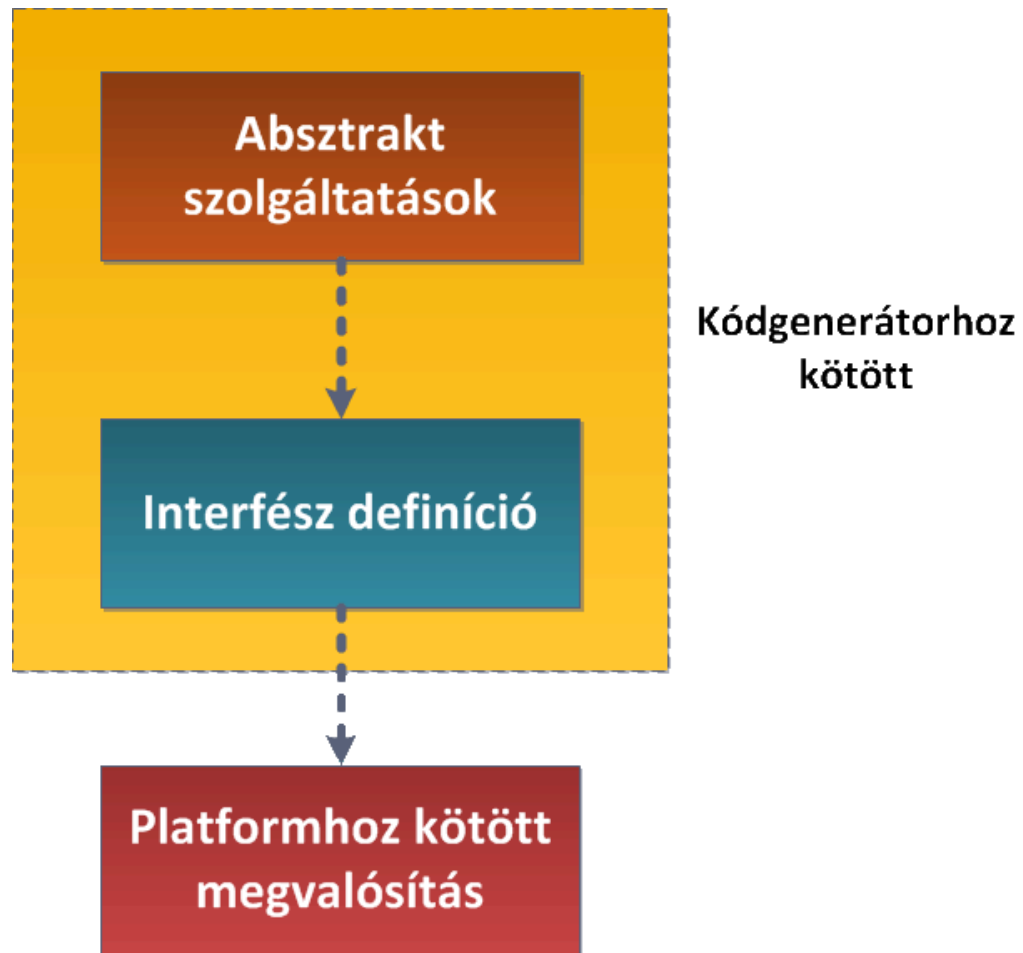 Absztrakt
szolgáltatások
Kódgenerátorhoz
kötött
Interfész definíció
Platformhoz kötött
megvalósítás